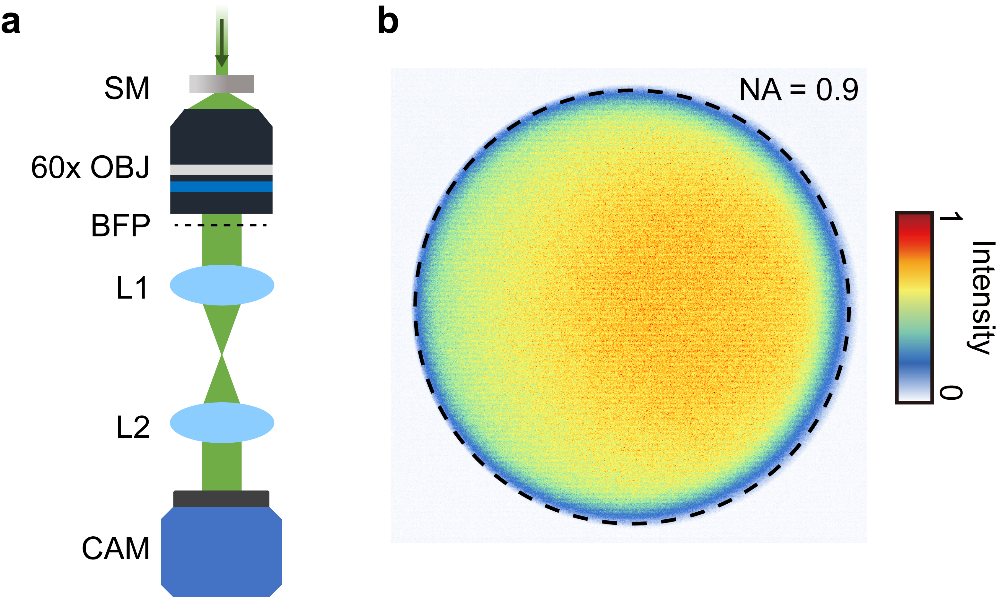 a
SM
60x OBJ
BFP
L1
L2
CAM
b
NA = 0.9
1
Intensity
0